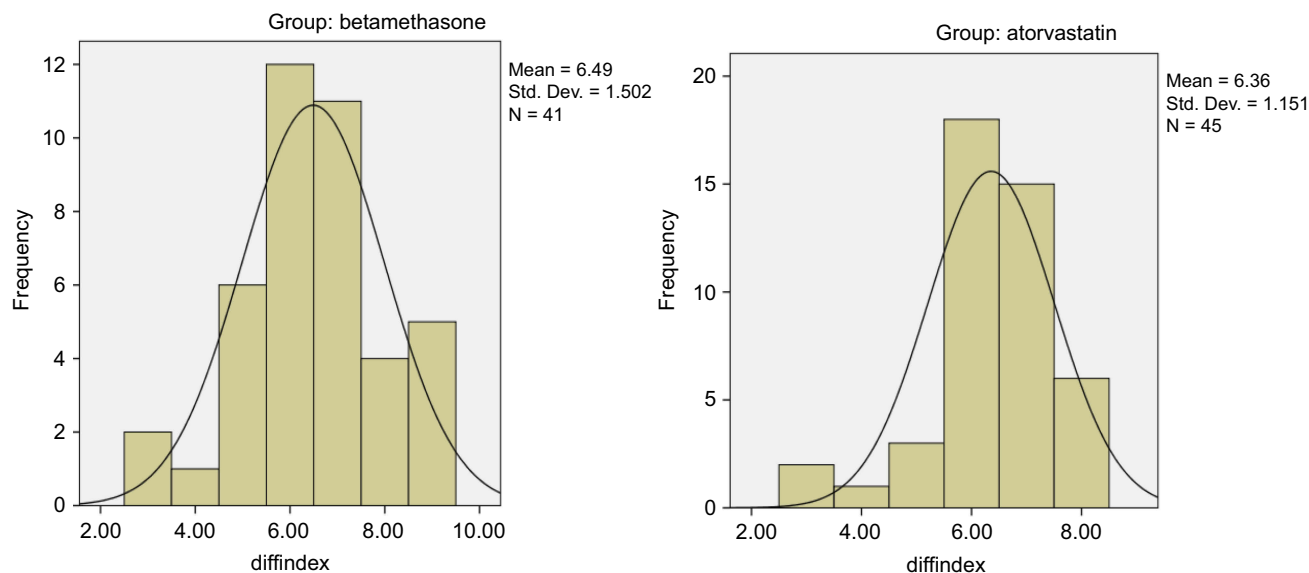 Group: betamethasone
Mean = 6.49
Std. Dev. = 1.502
N = 41
Frequency
12
10
8
6
4
2
0
2.00 4.00 6.00 8.00 10.00
diffindex
Group: atorvastatin
Mean = 6.36
Std. Dev. = 1.151
N = 45
Frequency
20
15
10
5
0
2.00 4.00 6.00 8.00
diffindex